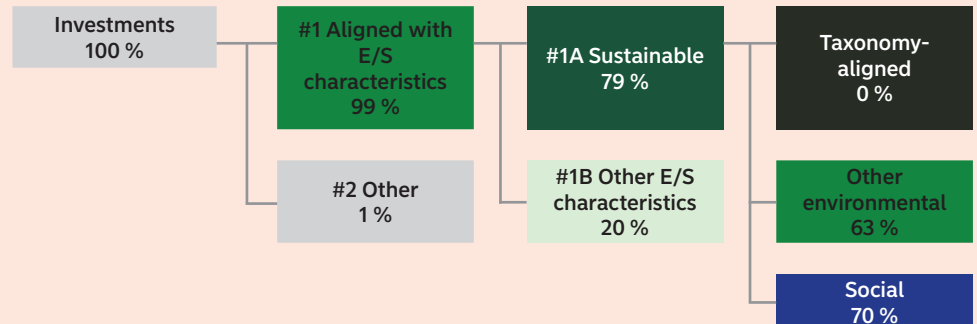 Investments
100 %
#1 Aligned with
E/S
characteristics
99 %
#1A Sustainable
79 %
Taxonomy-
aligned
0 %
#2 Other
1 %
#1B Other E/S
characteristics
20 %
Other
environmental
63 %
Social
70 %